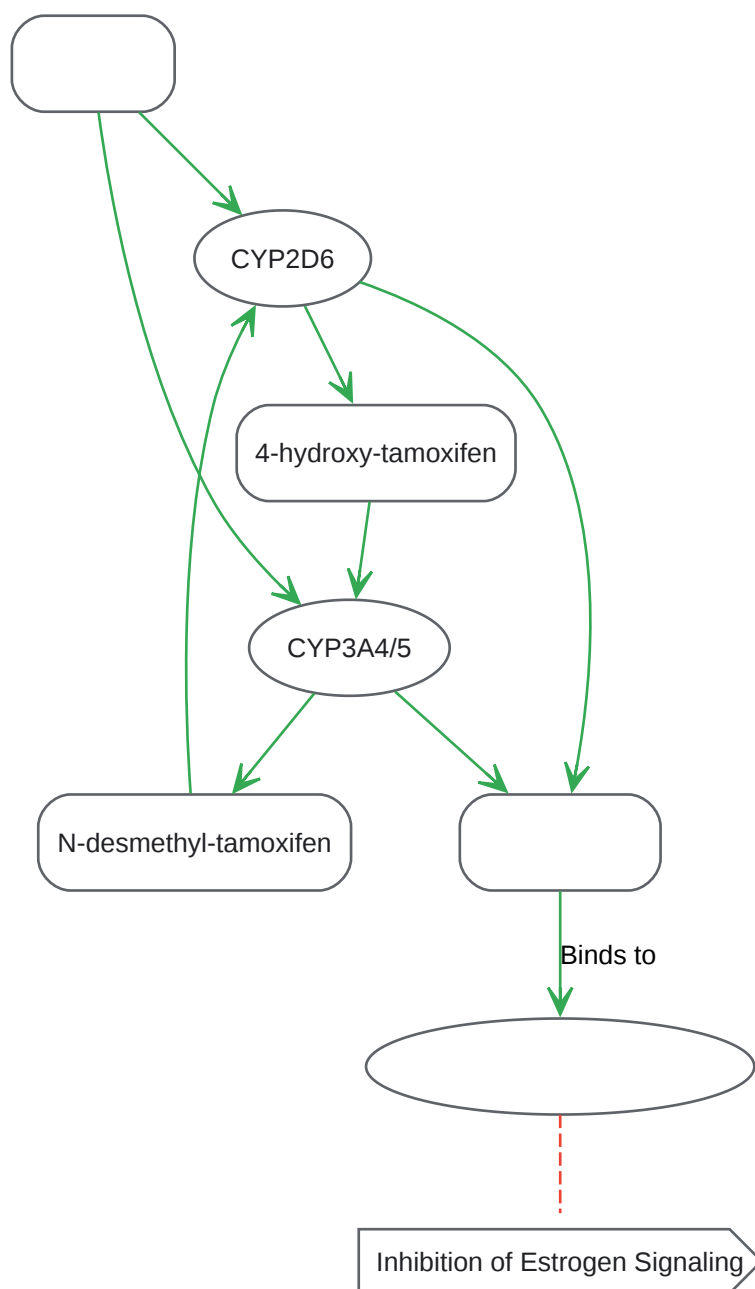 CYP2D6
4-hydroxy-tamoxifen
CYP3A4/5
N-desmethyl-tamoxifen
Binds to
Inhibition of Estrogen Signaling